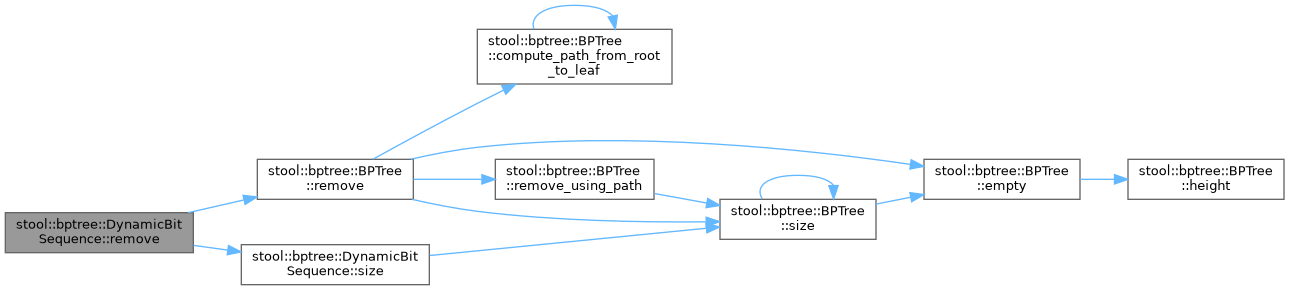 stool::bptree::BPTree
::compute_path_from_root
_to_leaf
stool::bptree::BPTree
::remove
stool::bptree::BPTree
::remove_using_path
stool::bptree::BPTree
::empty
stool::bptree::BPTree
::height
stool::bptree::DynamicBit
Sequence::remove
stool::bptree::BPTree
::size
stool::bptree::DynamicBit
Sequence::size